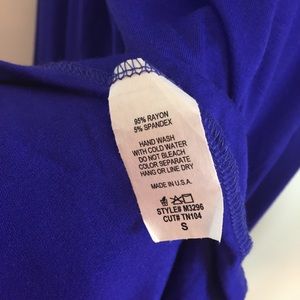 95% RAYON
5% SPANDEX
HAND WASH
WITH COLD WATER
DO NOT BLEACH
COLOR SEPARATE
HANG OR LINE DRY
MADE IN U.S.A.
STYLE# M3296
CUT# TN104
S